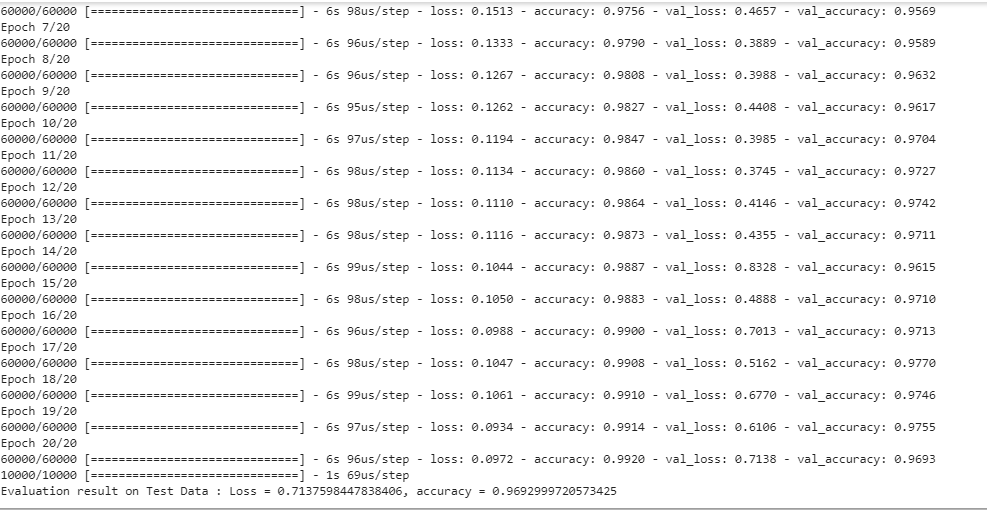 60000/60000 [==============================] - 6s 98us/step - loss: 0.1513 - accuracy: 0.9756 - val_loss: 0.4657 - val_accuracy: 0.9569
Epoch 7/20
60000/60000 [==============================] - 6s 96us/step - loss: 0.1333 - accuracy: 0.9790 - val_loss: 0.3889 - val_accuracy: 0.9589
Epoch 8/20
60000/60000 [==============================] - 6s 96us/step - loss: 0.1267 - accuracy: 0.9808 - val_loss: 0.3988 - val_accuracy: 0.9632
Epoch 9/20
60000/60000 [==============================] - 6s 95us/step - loss: 0.1262 - accuracy: 0.9827 - val_loss: 0.4408 - val_accuracy: 0.9617
Epoch 10/20
60000/60000 [==============================] - 6s 97us/step - loss: 0.1194 - accuracy: 0.9847 - val_loss: 0.3985 - val_accuracy: 0.9704
Epoch 11/20
60000/60000 [==============================] - 6s 98us/step - loss: 0.1134 - accuracy: 0.9860 - val_loss: 0.3745 - val_accuracy: 0.9727
Epoch 12/20
60000/60000 [==============================] - 6s 98us/step - loss: 0.1110 - accuracy: 0.9864 - val_loss: 0.4146 - val_accuracy: 0.9742
Epoch 13/20
60000/60000 [==============================] - 6s 98us/step - loss: 0.1116 - accuracy: 0.9873 - val_loss: 0.4355 - val_accuracy: 0.9711
Epoch 14/20
60000/60000 [==============================] - 6s 99us/step - loss: 0.1044 - accuracy: 0.9887 - val_loss: 0.8328 - val_accuracy: 0.9615
Epoch 15/20
60000/60000 [==============================] - 6s 98us/step - loss: 0.1050 - accuracy: 0.9883 - val_loss: 0.4888 - val_accuracy: 0.9710
Epoch 16/20
60000/60000 [==============================] - 6s 96us/step - loss: 0.0988 - accuracy: 0.9900 - val_loss: 0.7013 - val_accuracy: 0.9713
Epoch 17/20
60000/60000 [==============================] - 6s 98us/step - loss: 0.1047 - accuracy: 0.9908 - val_loss: 0.5162 - val_accuracy: 0.9770
Epoch 18/20
60000/60000 [==============================] - 6s 99us/step - loss: 0.1061 - accuracy: 0.9910 - val_loss: 0.6770 - val_accuracy: 0.9746
Epoch 19/20
60000/60000 [==============================] - 6s 97us/step - loss: 0.0934 - accuracy: 0.9914 - val_loss: 0.6106 - val_accuracy: 0.9755
Epoch 20/20
60000/60000 [==============================] - 6s 96us/step - loss: 0.0972 - accuracy: 0.9920 - val_loss: 0.7138 - val_accuracy: 0.9693
10000/10000 [==============================] - 1s 69us/step
Evaluation result on Test Data : Loss = 0.7137598447838406, accuracy = 0.9692999720573425